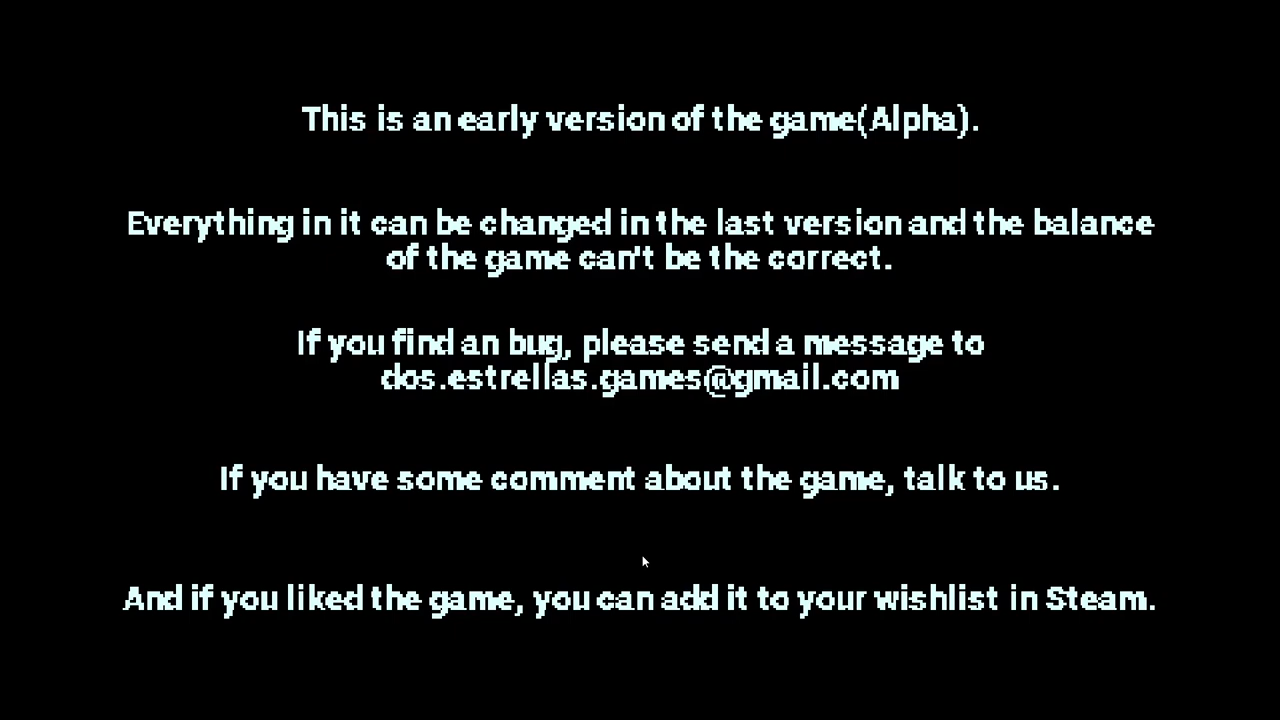 This is an early version of the game(Alpha).
Everything in it can be changed in the last version and the balance
of the game can't be the correct.
If you find an bug, please send a message to
dos.estrellas.games@gmail.com
If you have some comment about the game, talk to us.
And if you liked the game, you can add it to your wishlist in Steam.